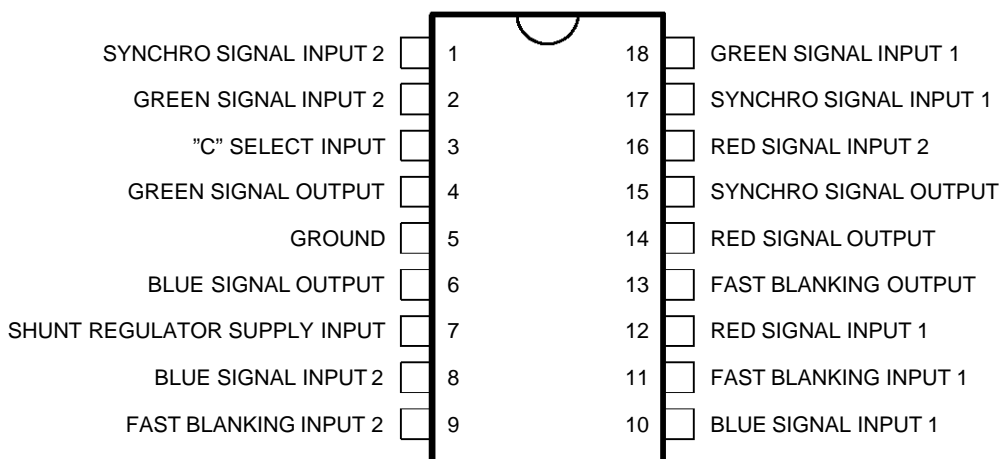 SYNCHRO SIGNAL INPUT 2 1 18 GREEN SIGNAL INPUT 1
GREEN SIGNAL INPUT 2 2 17 SYNCHRO SIGNAL INPUT 1
”C” SELECT INPUT 3 16 RED SIGNAL INPUT 2
GREEN SIGNAL OUTPUT 4 15 SYNCHRO SIGNAL OUTPUT
GROUND 5 14 RED SIGNAL OUTPUT
BLUE SIGNAL OUTPUT 6 13 FAST BLANKING OUTPUT
SHUNT REGULATOR SUPPLY INPUT 7 12 RED SIGNAL INPUT 1
BLUE SIGNAL INPUT 2 8 11 FAST BLANKING INPUT 1
FAST BLANKING INPUT 2 9 10 BLUE SIGNAL INPUT 1